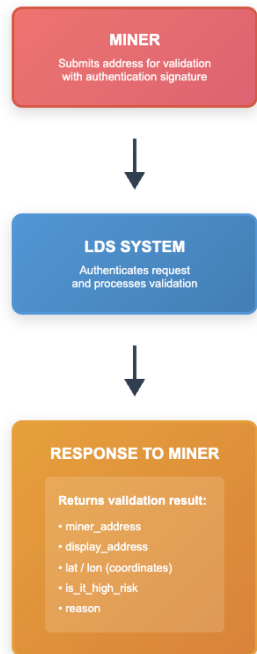 MINER
Submits address for validation
with authentication signature
LDS SYSTEM
Authenticates request
and processes validation
RESPONSE TO MINER
Returns validation result:
• miner_address
• display_address
• lat / lon (coordinates)
• is_it_high_risk
• reason